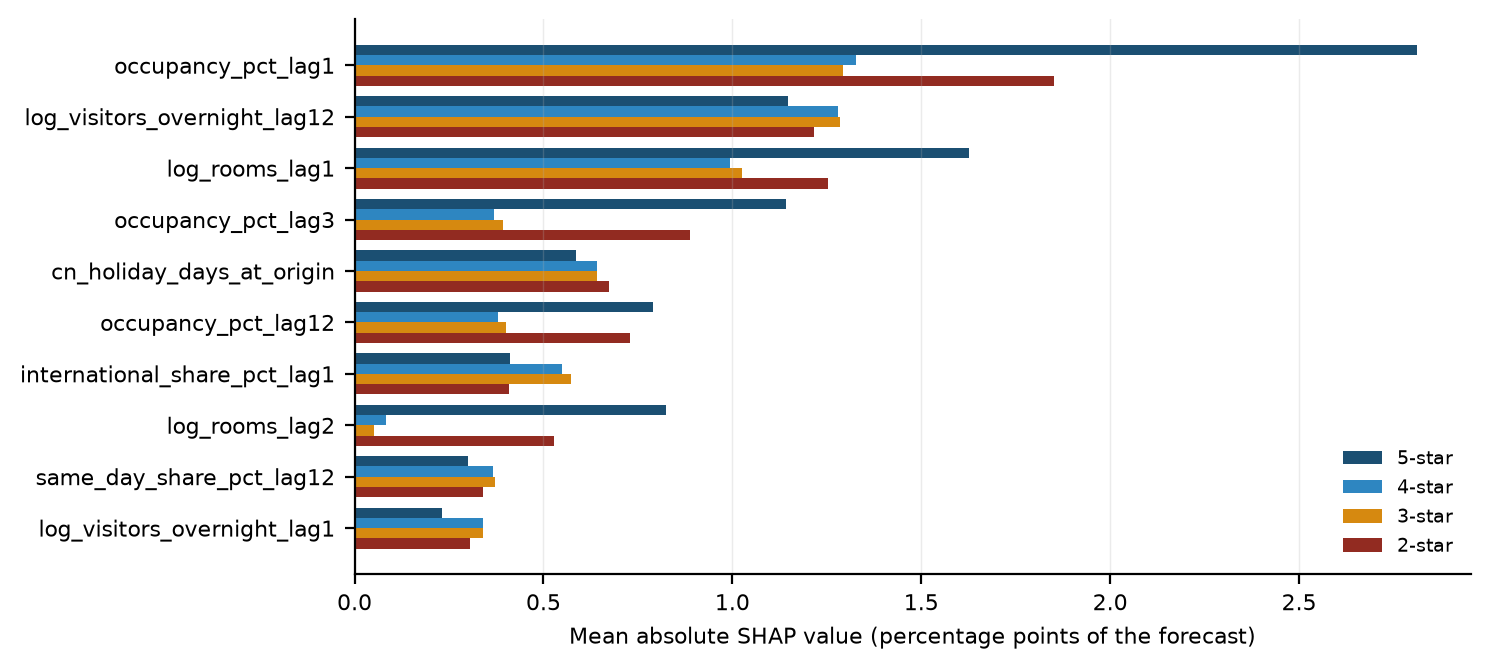 occupancy_pct_lag1
log_visitors_overnight_lag12
log_rooms_lag1
occupancy_pct_lag3
cn_holiday_days_at_origin
occupancy_pct_lag12
international_share_pct_lag1
log_rooms_lag2
same_day_share_pct_lag12
log_visitors_overnight_lag1
5-star
4-star
3-star
2-star
0.0 0.5 1.0 1.5 2.0 2.5
Mean absolute SHAP value (percentage points of the forecast)